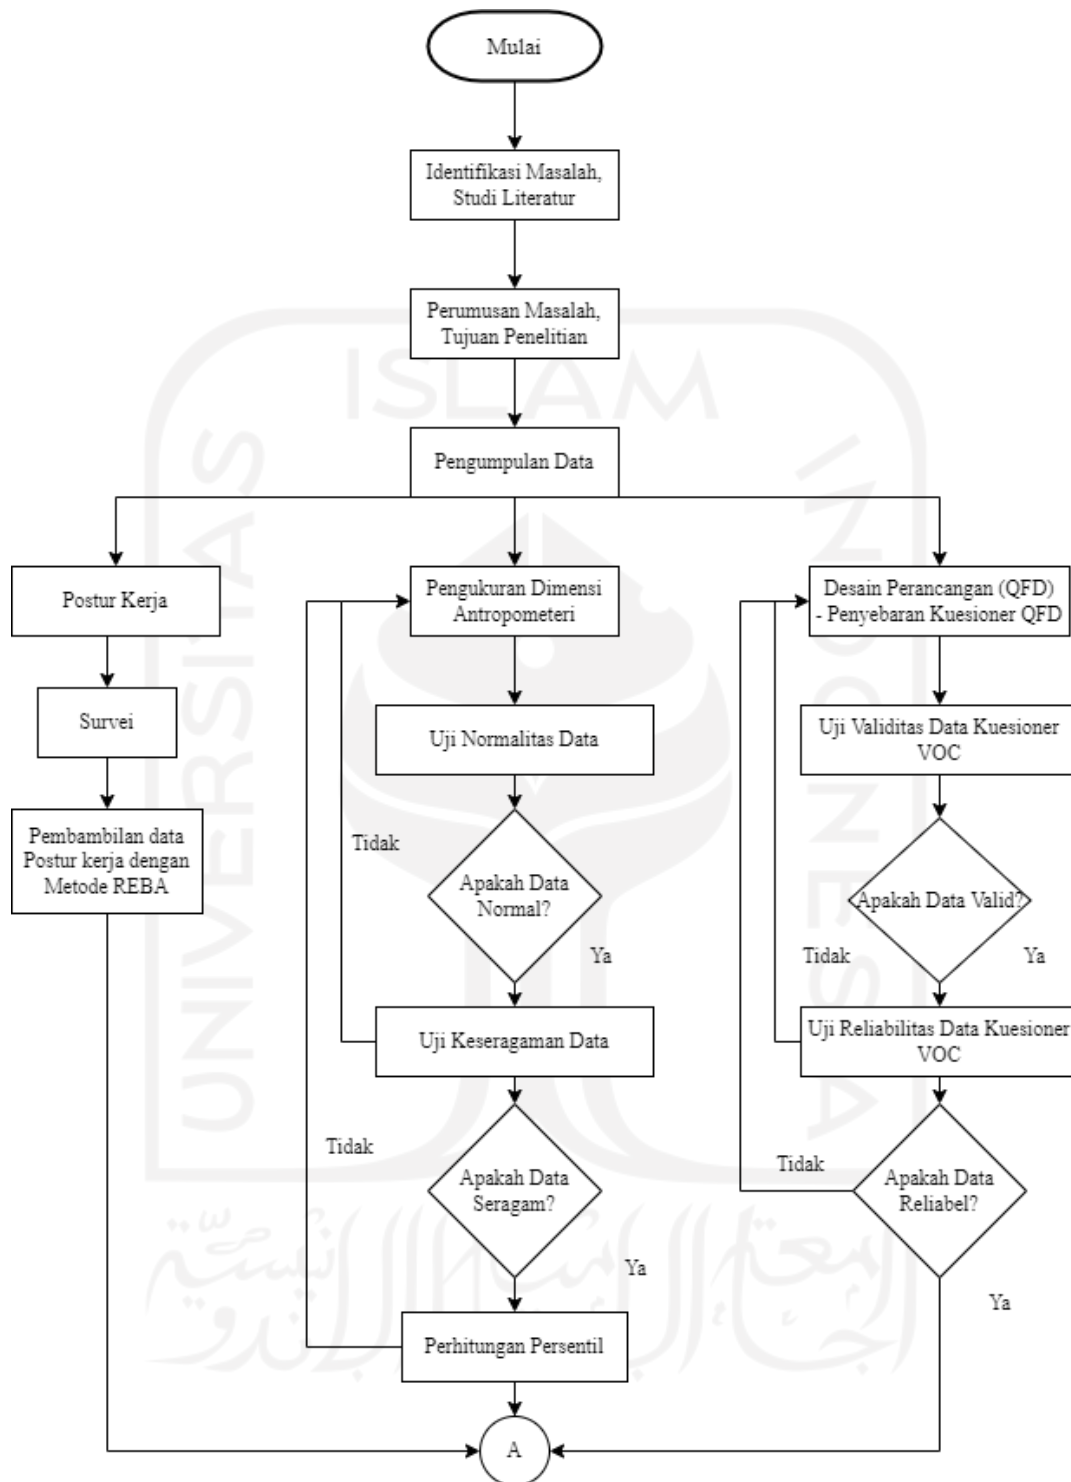 Mulai
Identifikasi Masalah,
Studi Literatur
Perumusan Masalah,
Tujuan Penelitian
Pengumpulan Data
Postur Kerja
Survei
Pembambilan data
Postur kerja dengan
Metode REBA
Pengukuran Dimensi
Antropometeri
Uji Normalitas Data
Tidak
Apakah Data
Normal?
Ya
Uji Keseragaman Data
Tidak
Apakah Data
Seragam?
Ya
Perhitungan Persentil
Desain Perancangan (QFD)
- Penyebaran Kuesioner QFD
Uji Validitas Data Kuesioner
VOC
Apakah Data Valid?
Tidak
Ya
Uji Reliabilitas Data Kuesioner
VOC
Tidak
Apakah Data
Reliabel?
Ya
A
UNIVERSITAS
ISLAM
INDONESIA